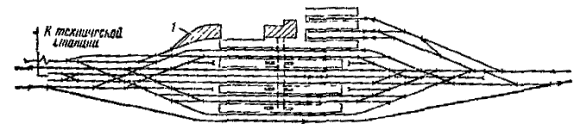 К технической
станции
1